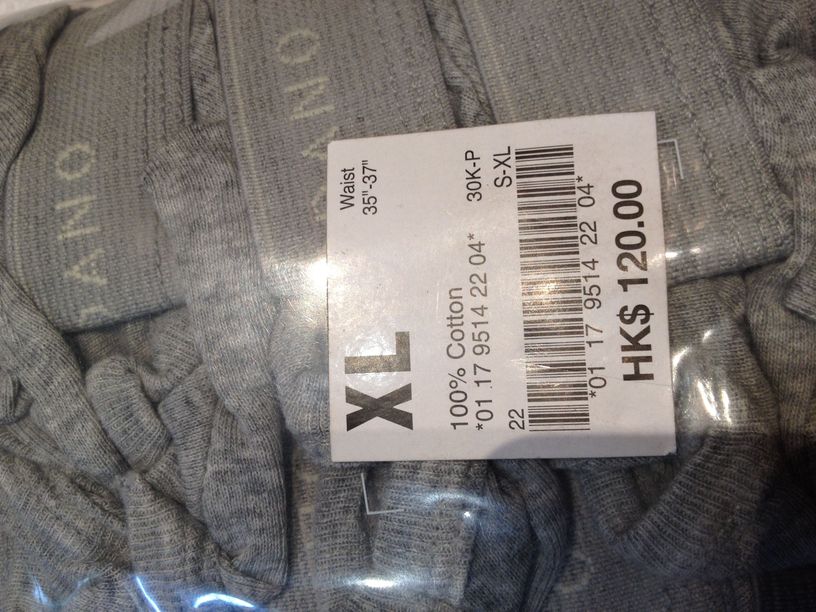 Waist
35"-37"
XL
100% Cotton
*01 17 9514 22 04*
30K-P
S-XL
22
*01 17 9514 22 04*
HK$ 120.00